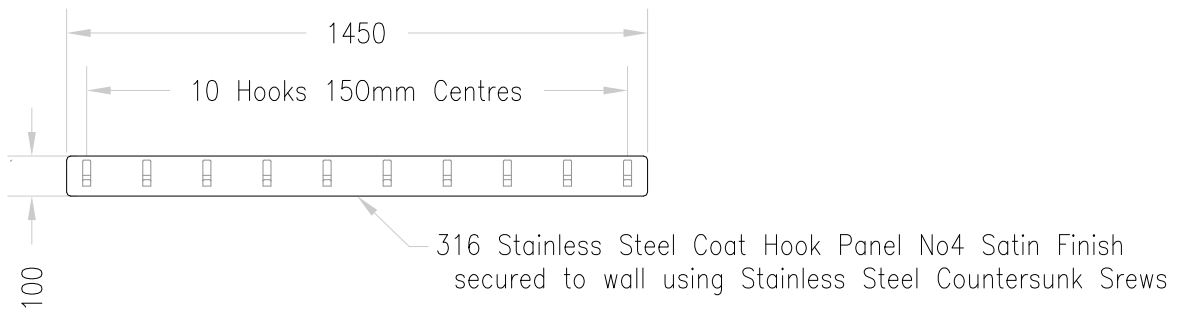 1450
10 Hooks 150mm Centres
100
316 Stainless Steel Coat Hook Panel No4 Satin Finish
secured to wall using Stainless Steel Countersunk Srews